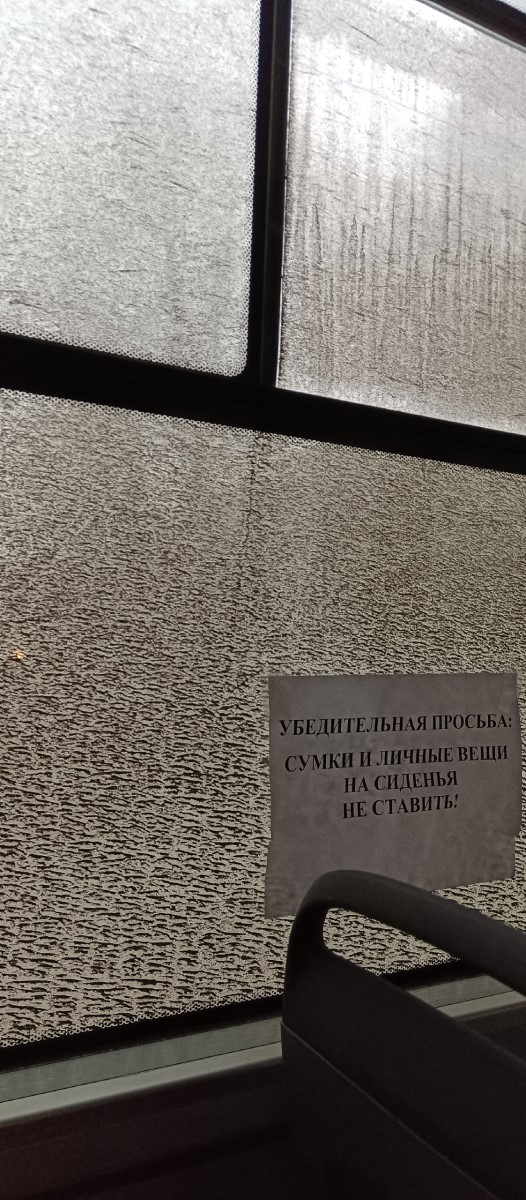 УБЕДИТЕЛЬНАЯ ПРОСЬБА:
СУМКИ И ЛИЧНЫЕ ВЕЩИ
НА СИДЕНЬЯ
НЕ СТАВИТЬ!